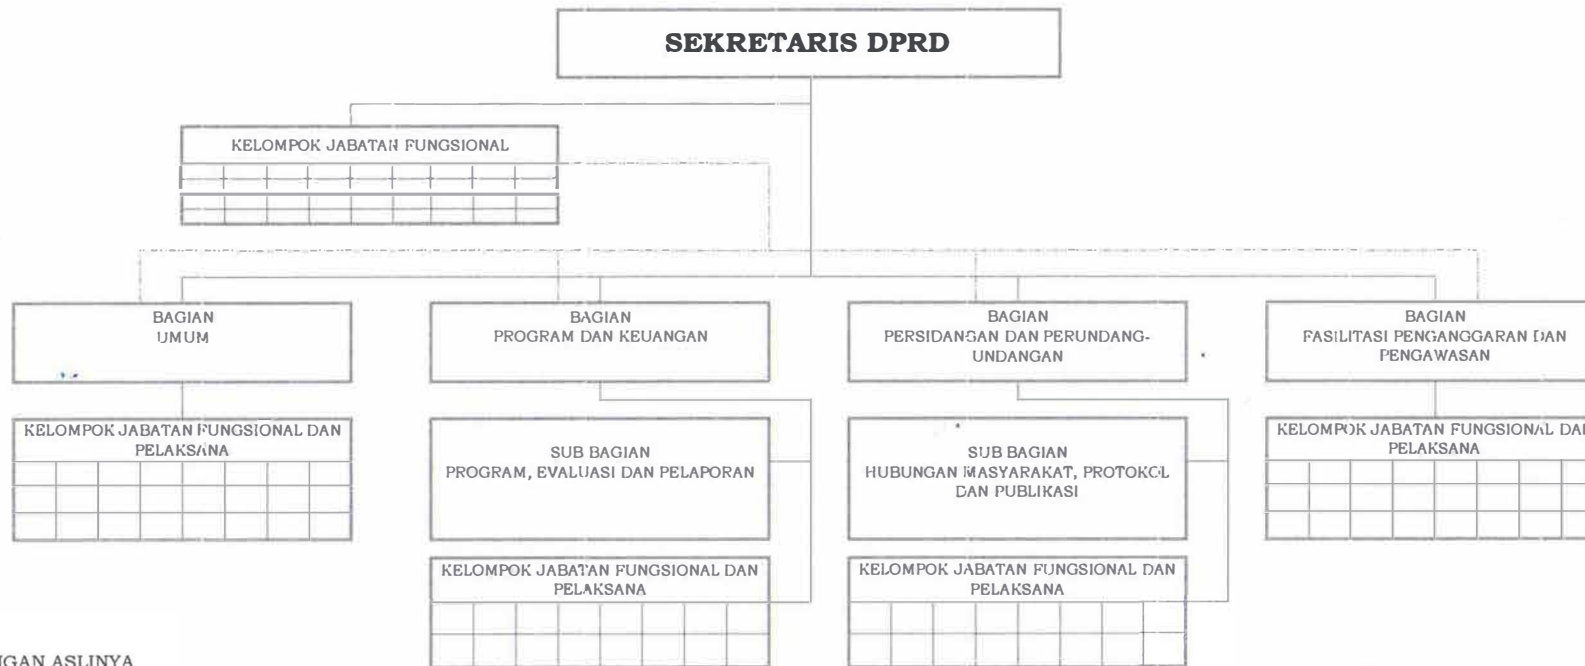 SEKRETARIS DPRD
KELOMPOK JABATAN FUNGSIONAL
BAGIAN
UMUM
BAGIAN
PROGRAM DAN KEUANGAN
BAGIAN
PERSIDANGAN DAN PERUNDANG-
UNDANGAN
BAGIAN
FASILITASI PENGANGGARAN DAN
PENGAWASAN
KELOMPOK JABATAN FUNGSIONAL DAN
PELAKSANA
SUB BAGIAN
PROGRAM, EVALUASI DAN PELAPORAN
SUB BAGIAN
HUBUNGAN MASYARAKAT, PROTOKOL
DAN PUBLIKASI
KELOMPOK JABATAN FUNGSIONAL DAN
PELAKSANA
KELOMPOK JABATAN FUNGSIONAL DAN
PELAKSANA
KELOMPOK JABATAN FUNGSIONAL DAN
PELAKSANA
ASLINYA